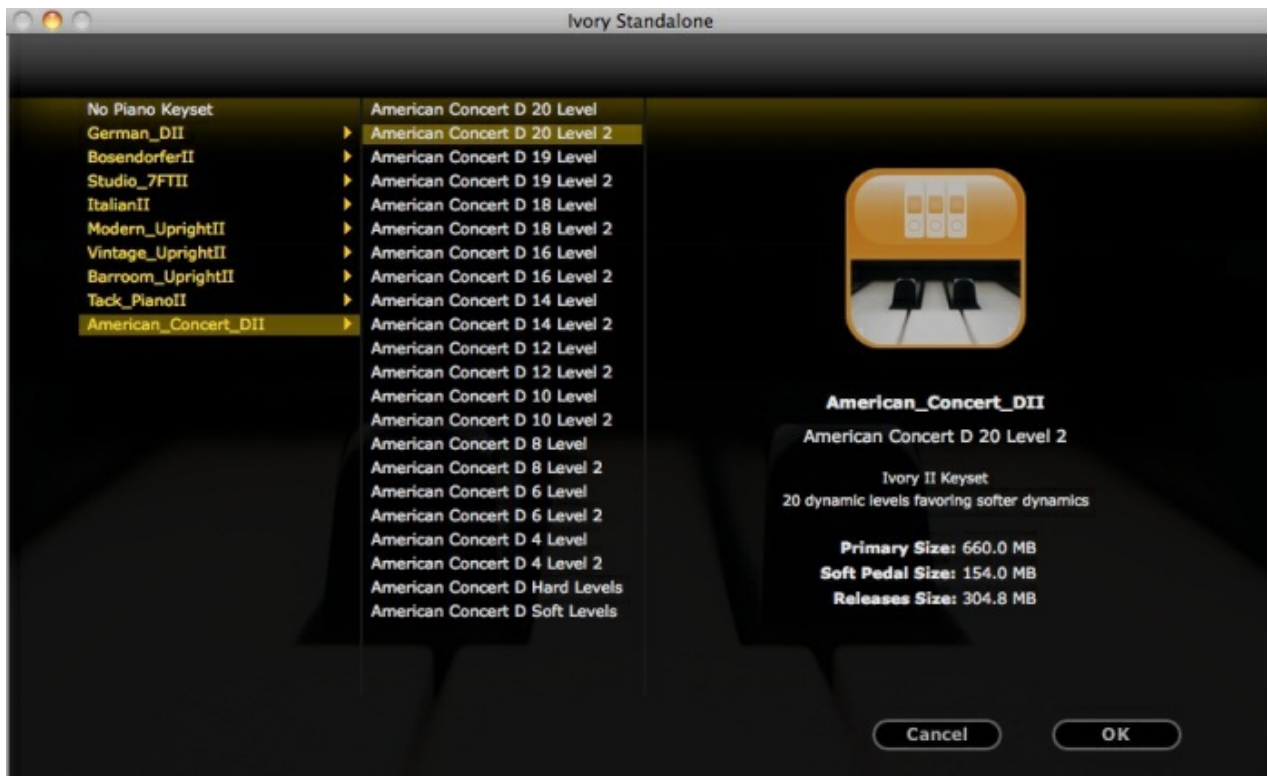 Ivory Standalone
No Piano Keyset
German_DII
BosendorferII
Studio_7FTII
ItalianII
Modern_UprightII
Vintage_UprightII
Barroom_UprightII
Tack_PianoII
American_Concert_DII
American Concert D 20 Level
American Concert D 20 Level 2
American Concert D 19 Level
American Concert D 19 Level 2
American Concert D 18 Level
American Concert D 18 Level 2
American Concert D 16 Level
American Concert D 16 Level 2
American Concert D 14 Level
American Concert D 14 Level 2
American Concert D 12 Level
American Concert D 12 Level 2
American Concert D 10 Level
American Concert D 10 Level 2
American Concert D 8 Level
American Concert D 8 Level 2
American Concert D 6 Level
American Concert D 6 Level 2
American Concert D 4 Level
American Concert D 4 Level 2
American Concert D Hard Levels
American Concert D Soft Levels
American_Concert_DII
American Concert D 20 Level 2
Ivory II Keyset
20 dynamic levels favoring softer dynamics
Primary Size: 660.0 MB
Soft Pedal Size: 154.0 MB
Releases Size: 304.8 MB
Cancel
OK